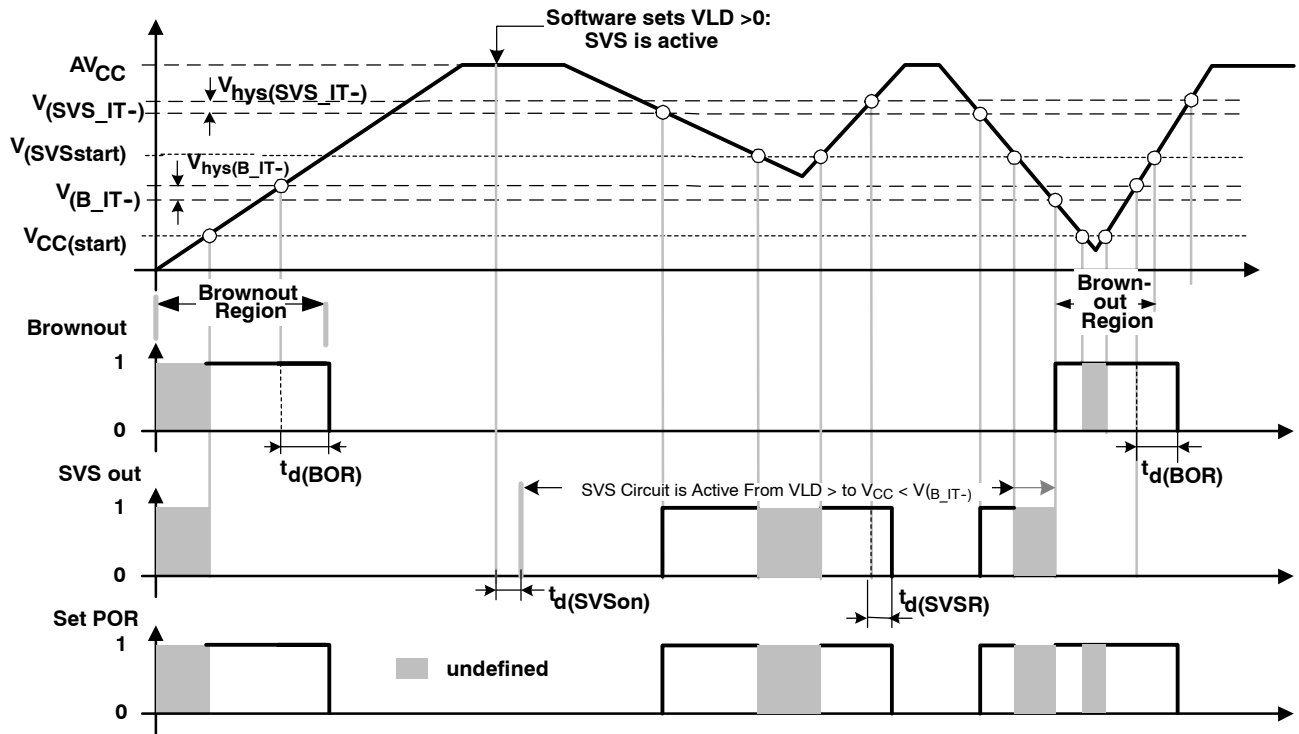 Software sets VLD >0:
SVS is active
AVCC
Vhys(SVS_IT-)
V(SVS_IT-)
V(SVSstart)
Vhys(B_IT-)
V(B_IT-)
VCC(start)
Brownout
Region
Brown-
out
Region
Brownout
1
0
td(BOR)
td(BOR)
SVS out
SVS Circuit is Active From VLD > to VCC < V(B_IT-)
1
0
td(SVSon)
td(SVSR)
Set POR
1
undefined
0